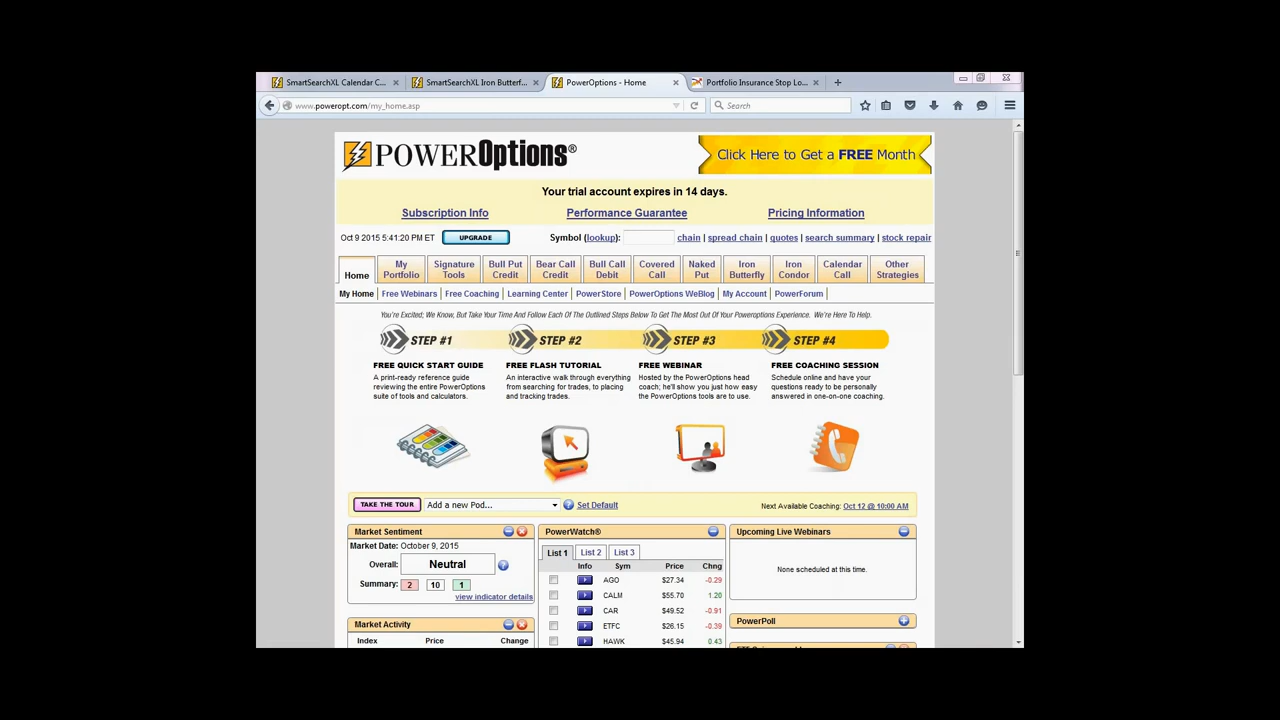 SmartSearchXL Calendar C...
SmartSearchXL Iron Butterf...
PowerOptions - Home
Portfolio Insurance Stop Lo...
www.poweropt.com/my_home.asp
Search
POWEROptions®
Click Here to Get a FREE Month
Your trial account expires in 14 days.
Subscription Info
Performance Guarantee
Pricing Information
Oct 9 2015 5:41:20 PM ET
UPGRADE
Symbol (lookup):
chain | spread chain | quotes | search summary | stock repair
Home
My Portfolio
Signature Tools
Bull Put Credit
Bear Call Credit
Bull Call Debit
Covered Call
Naked Put
Iron Butterfly
Iron Condor
Calendar Call
Other Strategies
My Home | Free Webinars | Free Coaching | Learning Center | PowerStore | PowerOptions WeBlog | My Account | PowerForum |
You're Excited; We Know, But Take Your Time And Follow Each Of The Outlined Steps Below To Get The Most Out Of Your Poweroptions Experience. We're Here To Help.
STEP #1
STEP #2
STEP #3
STEP #4
FREE QUICK START GUIDE
A print-ready reference guide
reviewing the entire PowerOptions
suite of tools and calculators.
FREE FLASH TUTORIAL
An interactive walk through everything
from searching for trades, to placing
and tracking trades.
FREE WEBINAR
Hosted by the PowerOptions head
coach; he'll show you just how easy
the PowerOptions tools are to use.
FREE COACHING SESSION
Schedule online and have your
questions ready to be personally
answered in one-on-one coaching.
TAKE THE TOUR
Add a new Pod...
Set Default
Next Available Coaching: Oct 12 @ 10:00 AM
Market Sentiment
Market Date: October 9, 2015
Overall: Neutral
Summary: 2 10 1
view indicator details
Market Activity
Index Price Change
PowerWatch®
List 1 List 2 List 3
Info Sym Price Chng
AGO $27.34 -0.29
CALM $55.70 1.20
CAR $49.52 -0.91
ETFC $26.15 -0.39
HAWK $45.94 0.43
Upcoming Live Webinars
None scheduled at this time.
PowerPoll